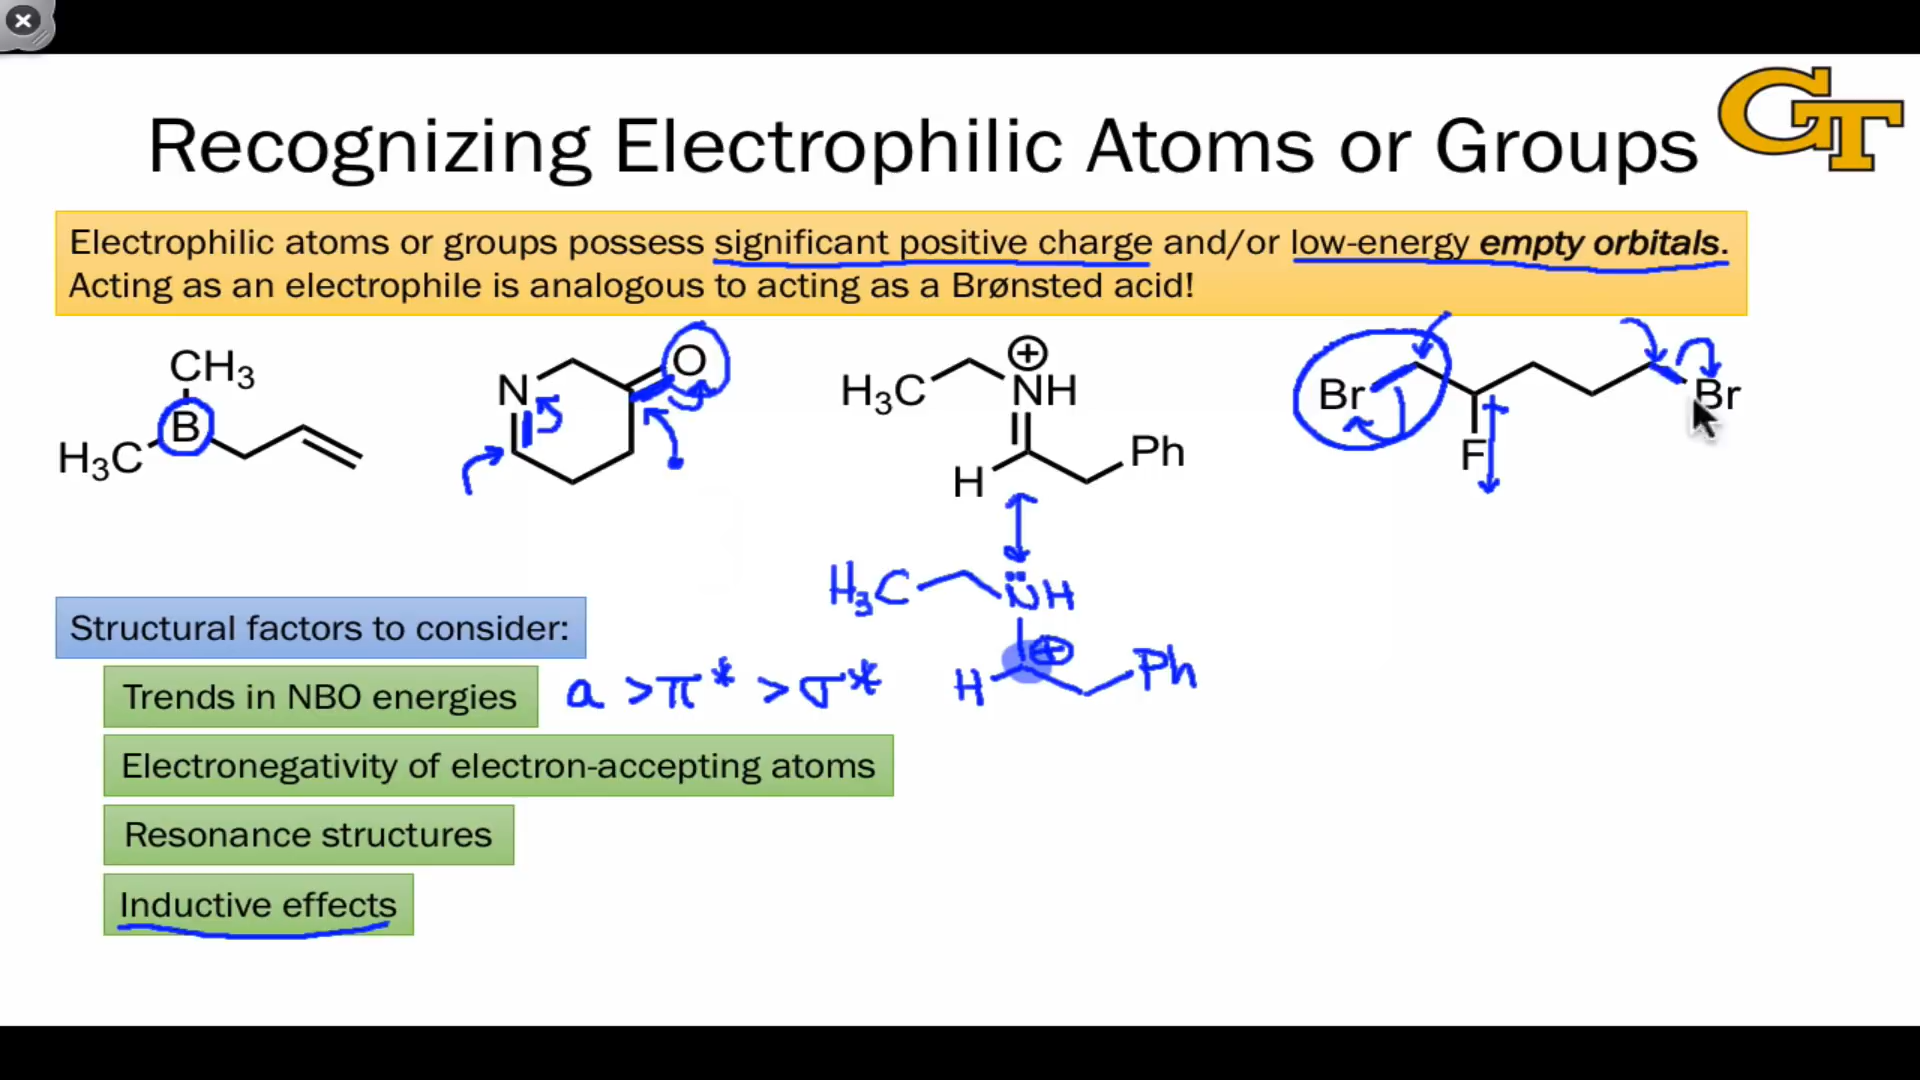 GT
Recognizing Electrophilic Atoms or Groups
Electrophilic atoms or groups possess significant positive charge and/or low-energy empty orbitals.
Acting as an electrophile is analogous to acting as a Brønsted acid!
CH3
B
H3C
N
O
H3C
NH
+
H
Ph
Br
F
Br
H3C
N̈H
+
H
Ph
Structural factors to consider:
Trends in NBO energies a > π* > σ*
Electronegativity of electron-accepting atoms
Resonance structures
Inductive effects